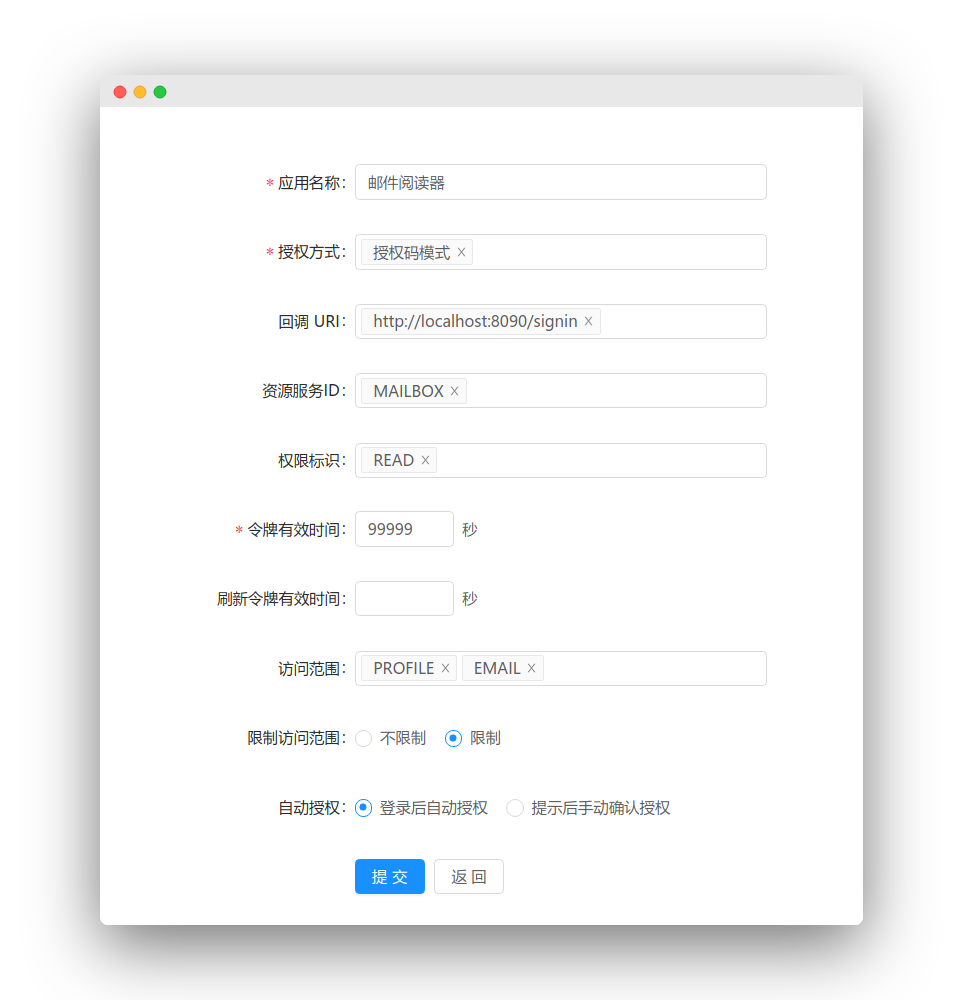 * 应用名称: 邮件阅读器
* 授权方式: 授权码模式 X
回调 URI: http://localhost:8090/signin X
资源服务ID: MAILBOX X
权限标识: READ X
* 令牌有效时间: 99999 秒
刷新令牌有效时间: 秒
访问范围: PROFILE X EMAIL X
限制访问范围: 不限制 限制
自动授权: 登录后自动授权 提示后手动确认授权
提 交 返 回